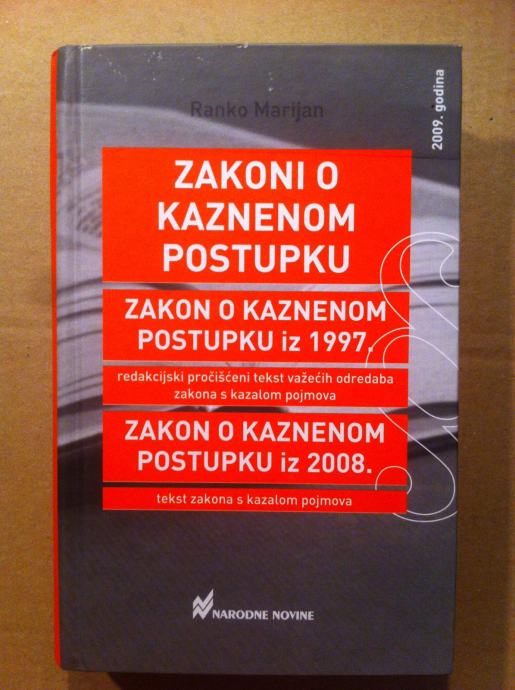 Ranko Marijan
2009. godina
ZAKONI O
KAZNENOM
POSTUPKU
ZAKON O KAZNENOM
POSTUPKU iz 1997.
redakcijski pročišćeni tekst važećih odredaba
zakona s kazalom pojmova
ZAKON O KAZNENOM
POSTUPKU iz 2008.
tekst zakona s kazalom pojmova
NARODNE NOVINE